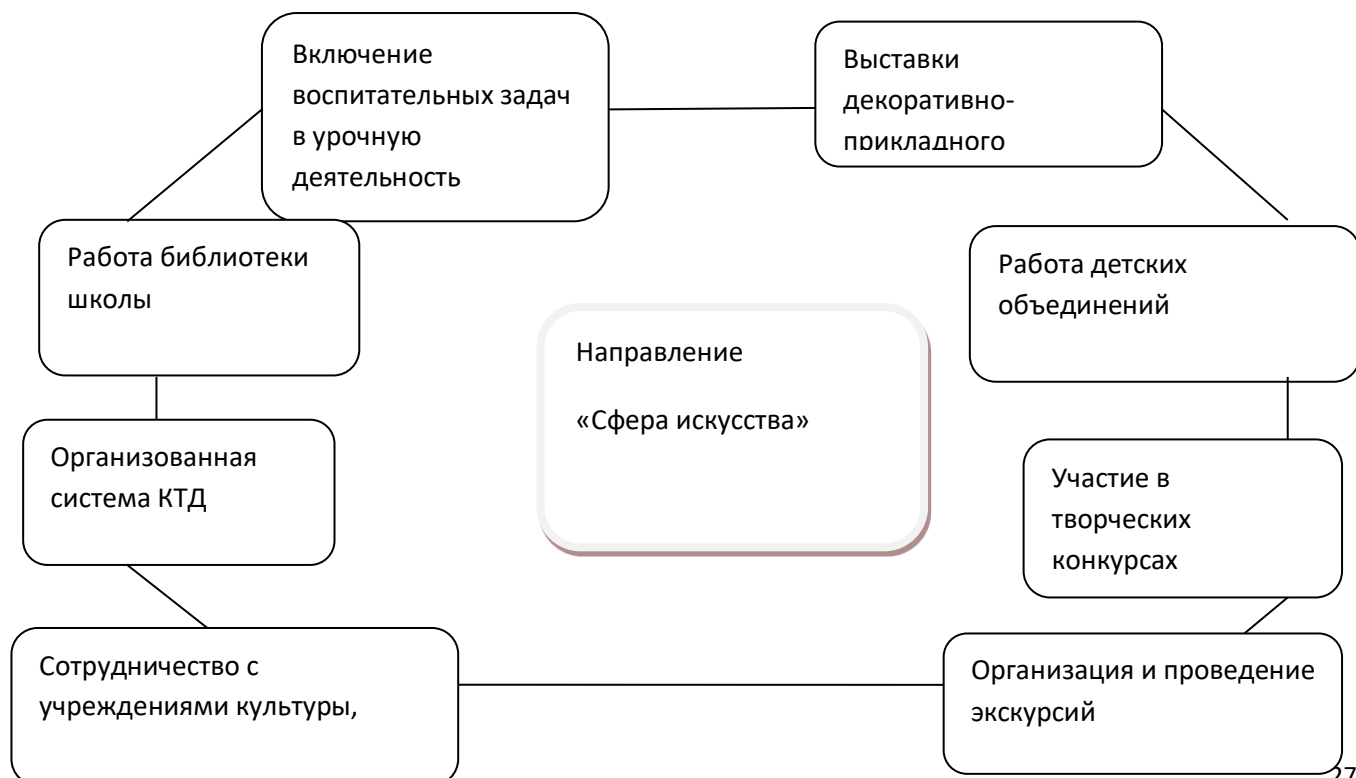 Включение
воспитательных задач
в урочную
деятельность
Выставки
декоративно-
прикладного
Работа библиотеки
школы
Работа детских
объединений
Направление
«Сфера искусства»
Организованная
система КТД
Участие в
творческих
конкурсах
Сотрудничество с
учреждениями культуры,
Организация и проведение
экскурсий
27